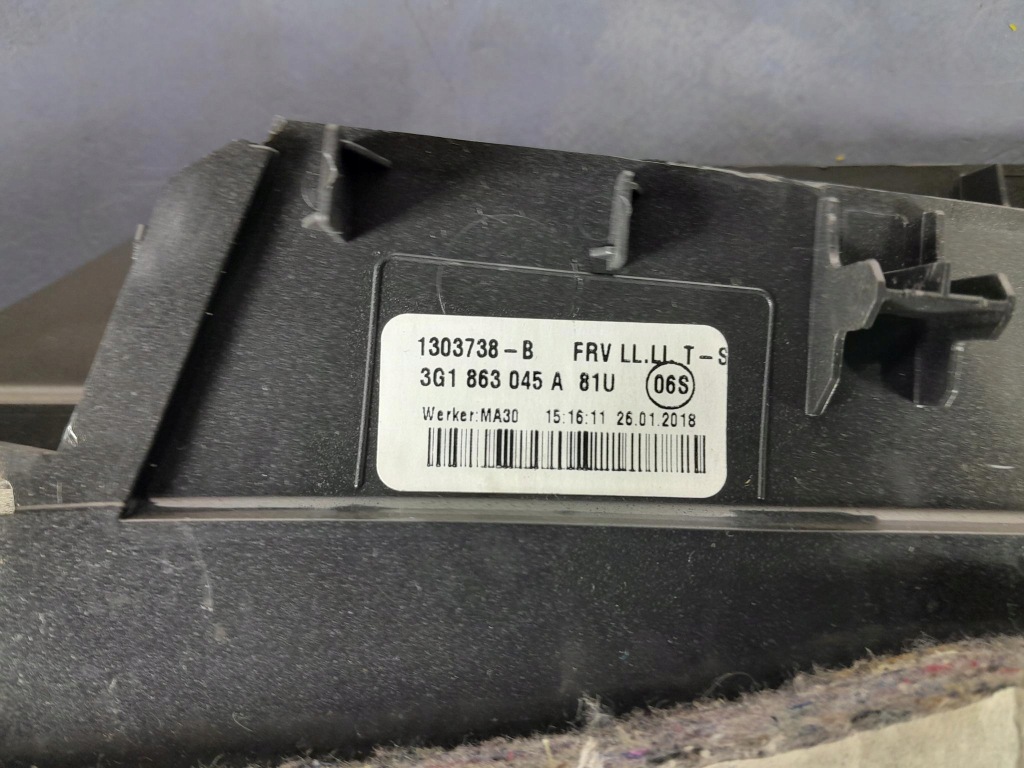 1303738-B FRV LL.LL T-S
3G1 863 045 A 81U 06S
Werker:MA30 15:16:11 26.01.2018